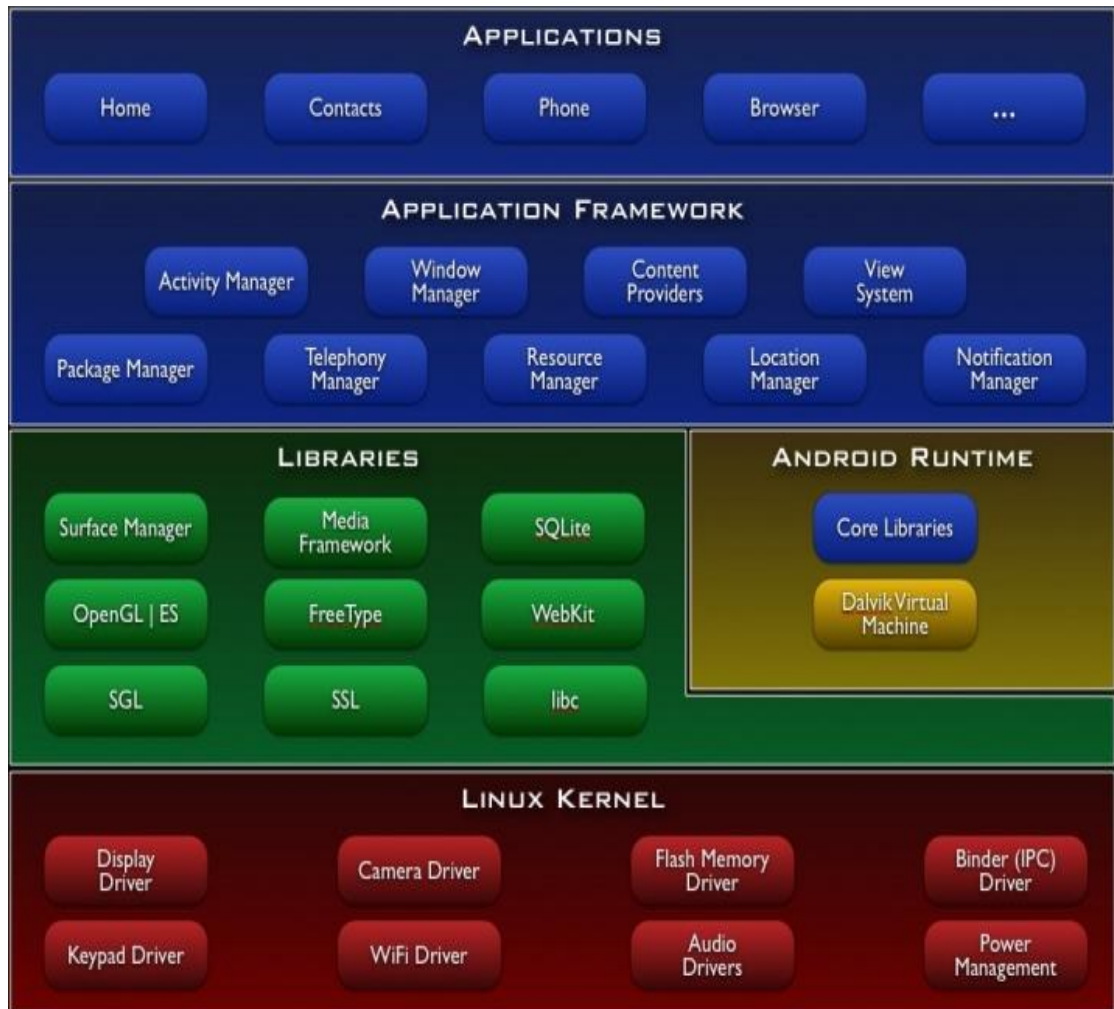 APPLICATIONS
Home
Contacts
Phone
Browser
...
APPLICATION FRAMEWORK
Activity Manager
Window
Manager
Content
Providers
View
System
Package Manager
Telephony
Manager
Resource
Manager
Location
Manager
Notification
Manager
LIBRARIES
Surface Manager
Media
Framework
SQLite
OpenGL | ES
FreeType
WebKit
SGL
SSL
libc
ANDROID RUNTIME
Core Libraries
Dalvik Virtual
Machine
LINUX KERNEL
Display
Driver
Camera Driver
Flash Memory
Driver
Binder (IPC)
Driver
Keypad Driver
WiFi Driver
Audio
Drivers
Power
Management